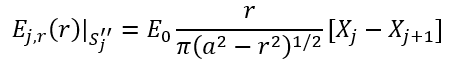 $E_{j,r}(r)|_{S_j''} = E_0 \frac{r}{\pi(a^2 - r^2)^{1/2}} [X_j - X_{j+1}]$